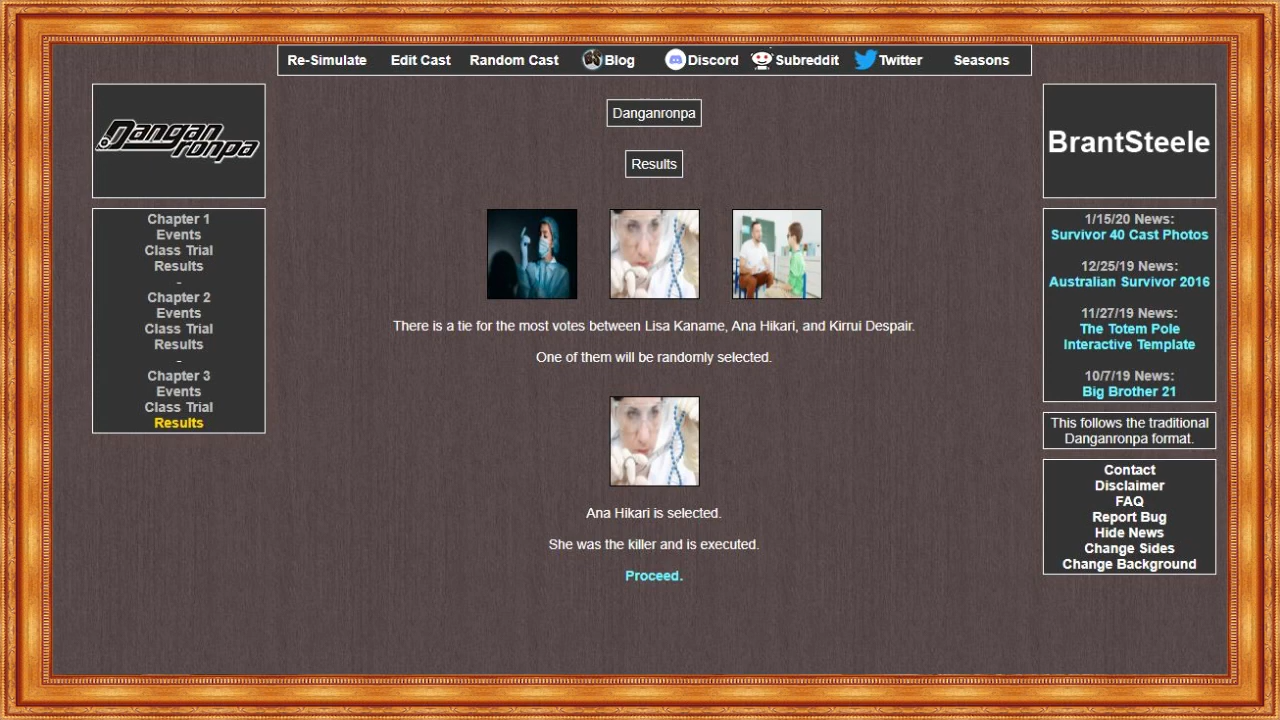 Re-Simulate Edit Cast Random Cast Blog Discord Subreddit Twitter Seasons
Dangan
ronpa
Chapter 1
Events
Class Trial
Results
-
Chapter 2
Events
Class Trial
Results
-
Chapter 3
Events
Class Trial
Results
Danganronpa
Results
There is a tie for the most votes between Lisa Kaname, Ana Hikari, and Kirrui Despair.
One of them will be randomly selected.
Ana Hikari is selected.
She was the killer and is executed.
Proceed.
BrantSteele
1/15/20 News:
Survivor 40 Cast Photos
12/25/19 News:
Australian Survivor 2016
11/27/19 News:
The Totem Pole
Interactive Template
10/7/19 News:
Big Brother 21
This follows the traditional
Danganronpa format.
Contact
Disclaimer
FAQ
Report Bug
Hide News
Change Sides
Change Background